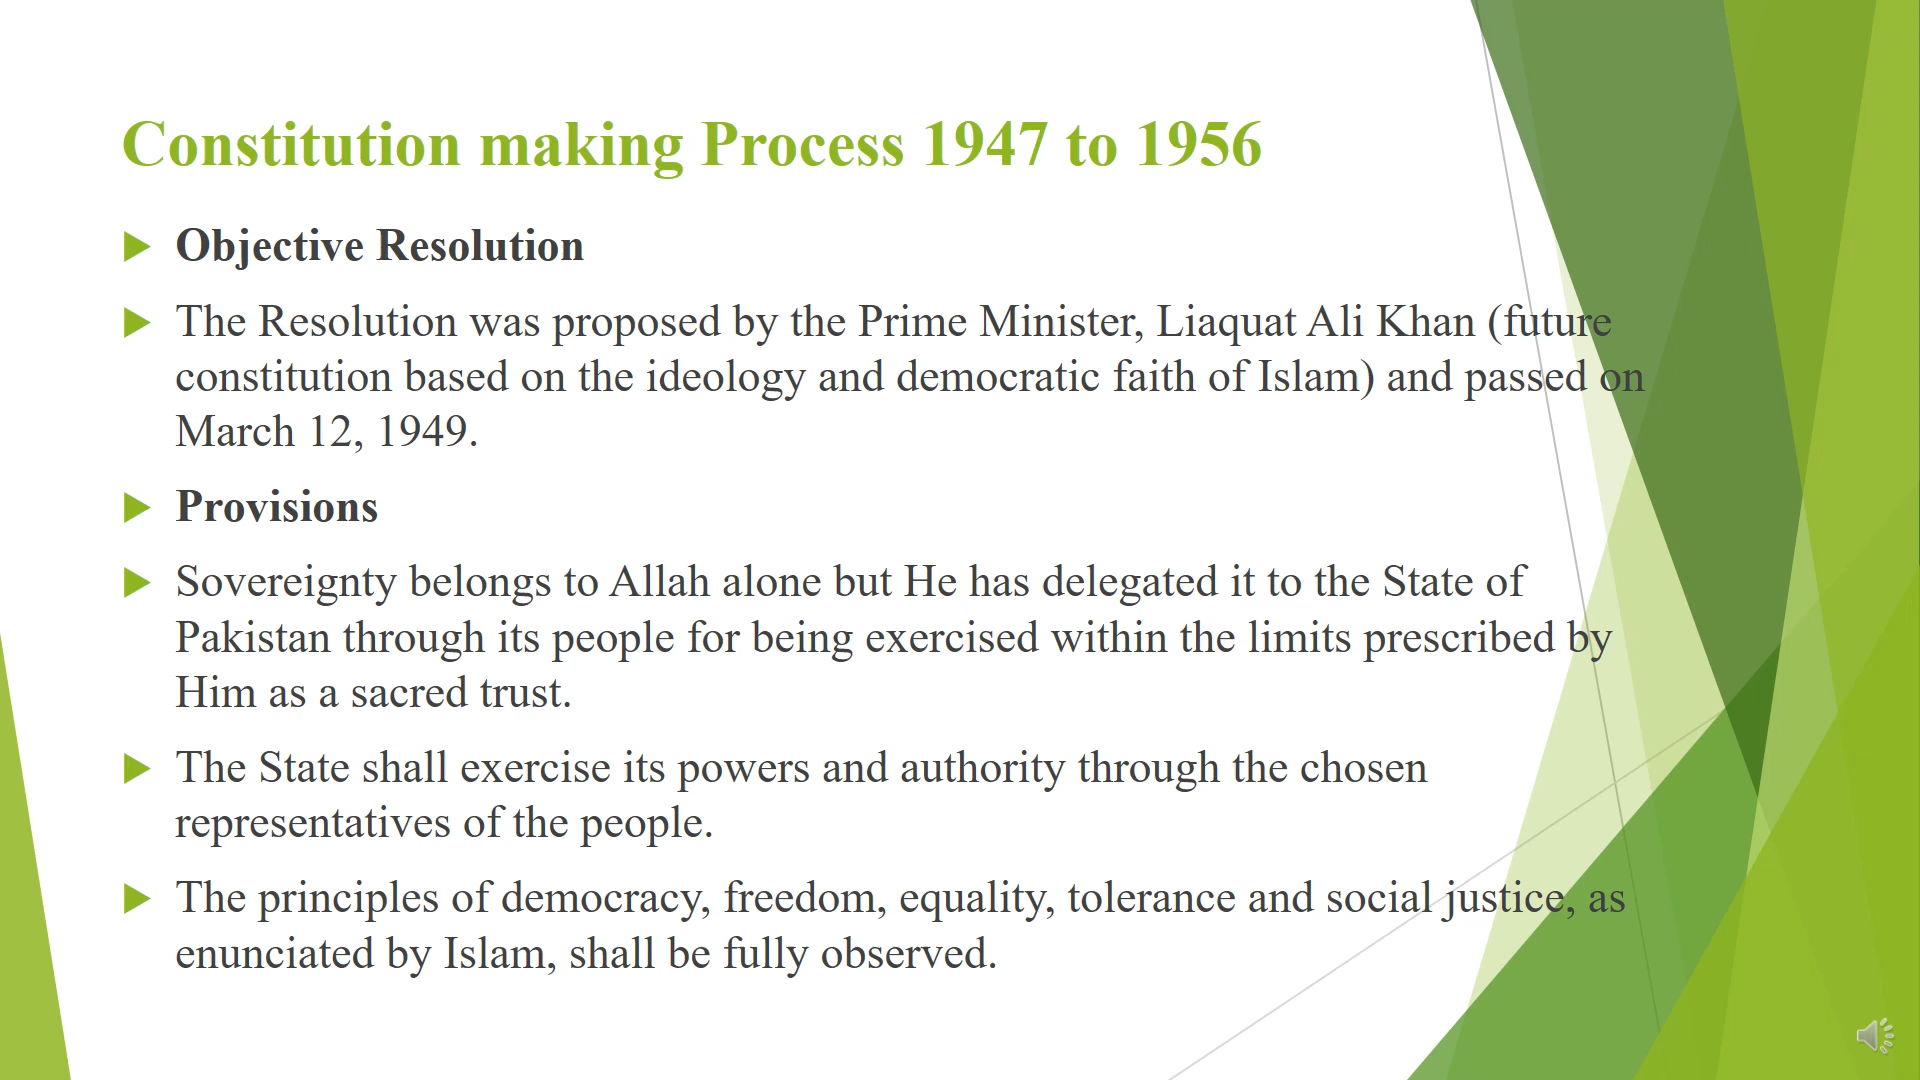 Constitution making Process 1947 to 1956
Objective Resolution
The Resolution was proposed by the Prime Minister, Liaquat Ali Khan (future
constitution based on the ideology and democratic faith of Islam) and passed on
March 12, 1949.
Provisions
Sovereignty belongs to Allah alone but He has delegated it to the State of
Pakistan through its people for being exercised within the limits prescribed by
Him as a sacred trust.
The State shall exercise its powers and authority through the chosen
representatives of the people.
The principles of democracy, freedom, equality, tolerance and social justice, as
enunciated by Islam, shall be fully observed.